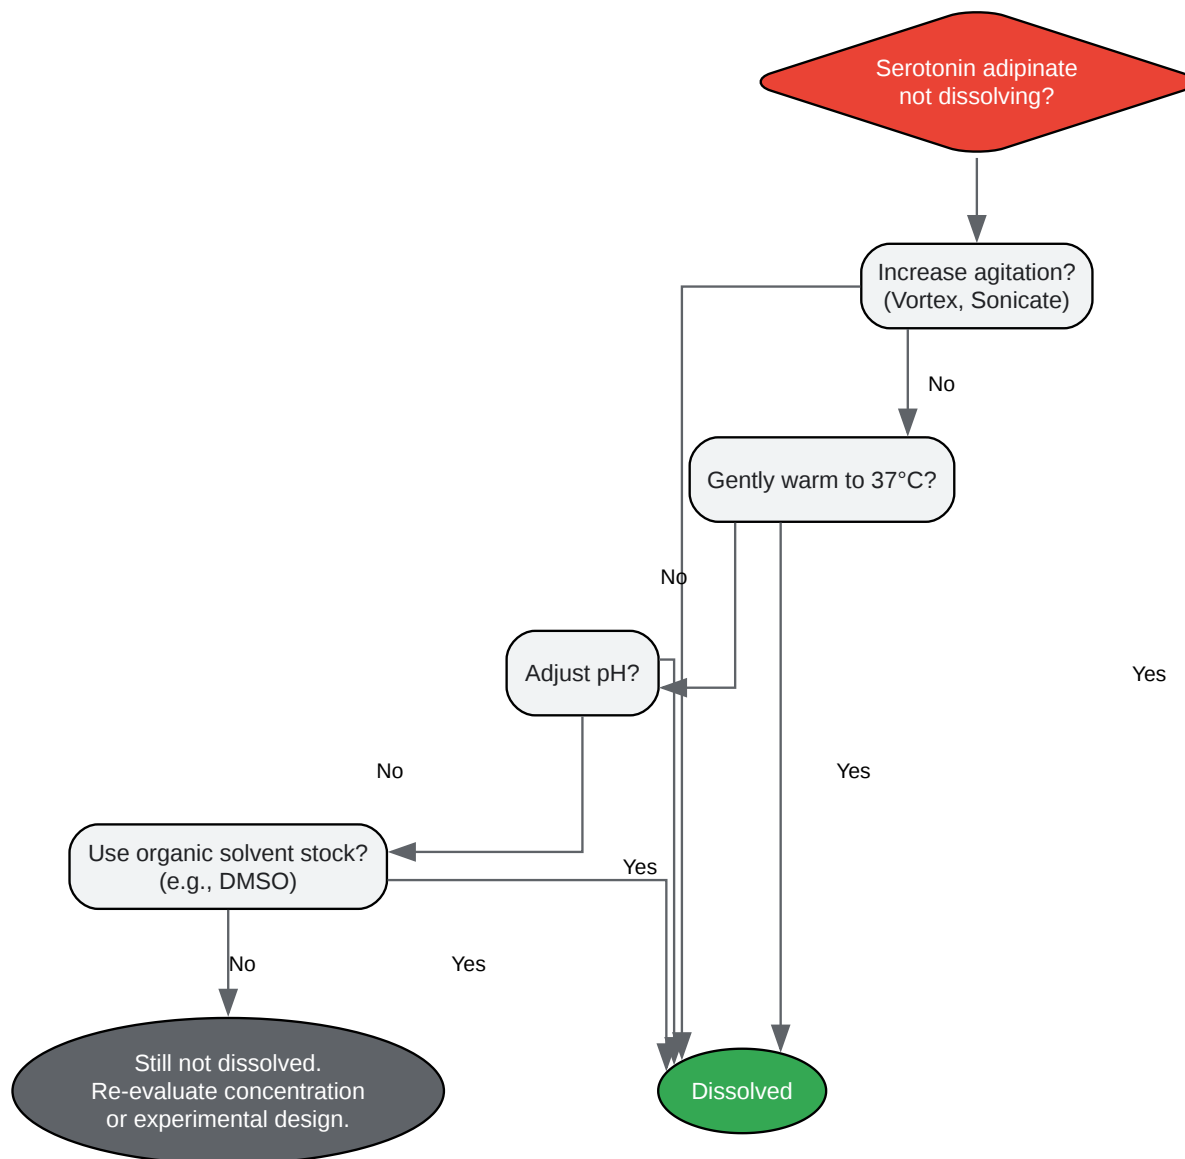 Serotonin adipinate
not dissolving?
Increase agitation?
(Vortex, Sonicate)
No
Gently warm to 37°C?
No
Adjust pH?
Yes
No
Yes
Use organic solvent stock?
(e.g., DMSO)
Yes
No
Yes
Still not dissolved.
Re-evaluate concentration
or experimental design.
Dissolved